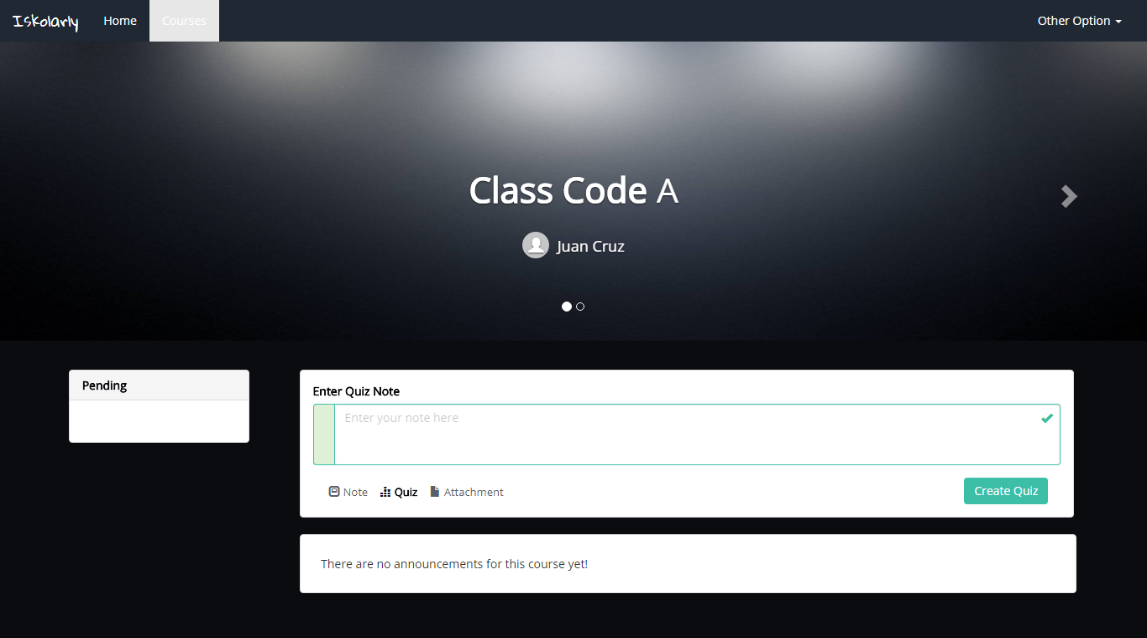 Iskolarly Home Courses Other Option
Class Code A
Juan Cruz
Pending
Enter Quiz Note
Enter your note here
Note Quiz Attachment Create Quiz
There are no announcements for this course yet!